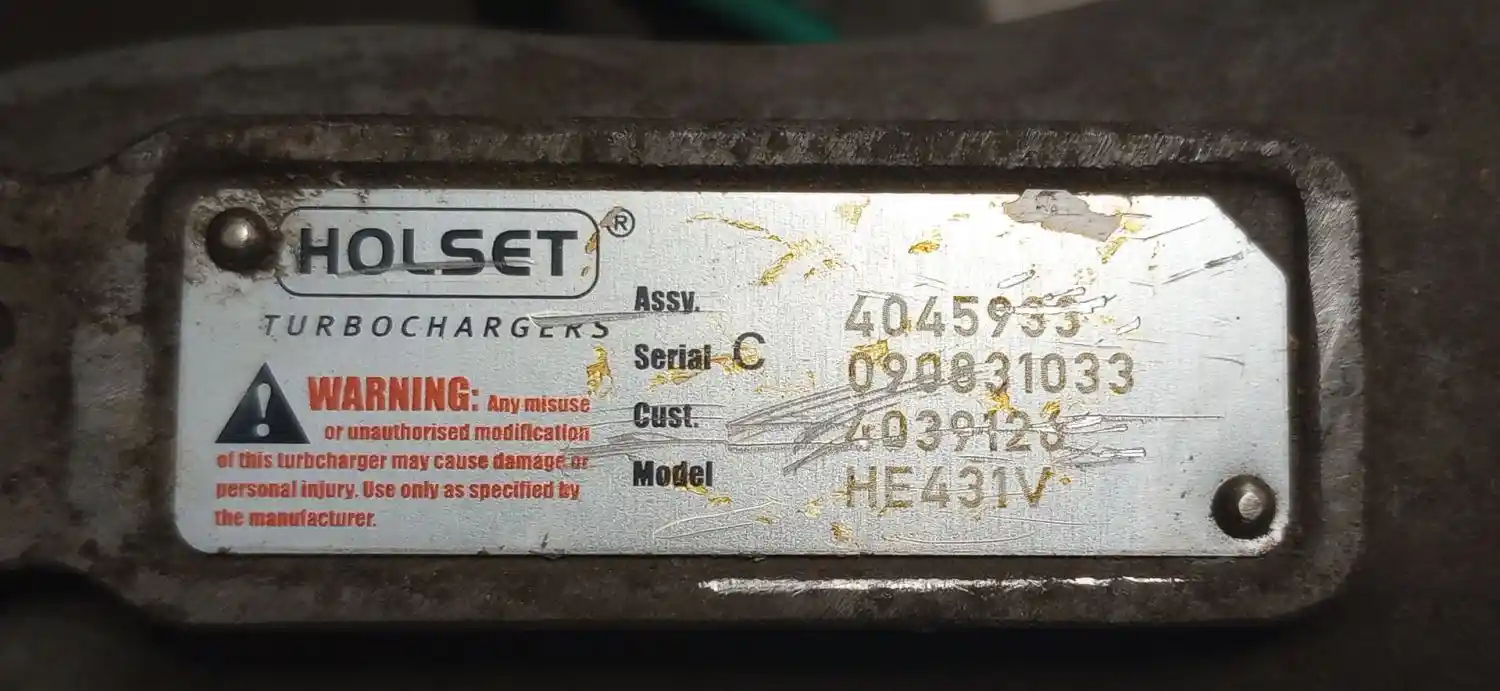 HOLSET®
TURBOCHARGERS
WARNING: Any misuse
or unauthorised modification
of this turbcharger may cause damage or
personal injury. Use only as specified by
the manufacturer.
Assy. 4045933
Serial C 090831033
Cust. 4039123
Model HE431V